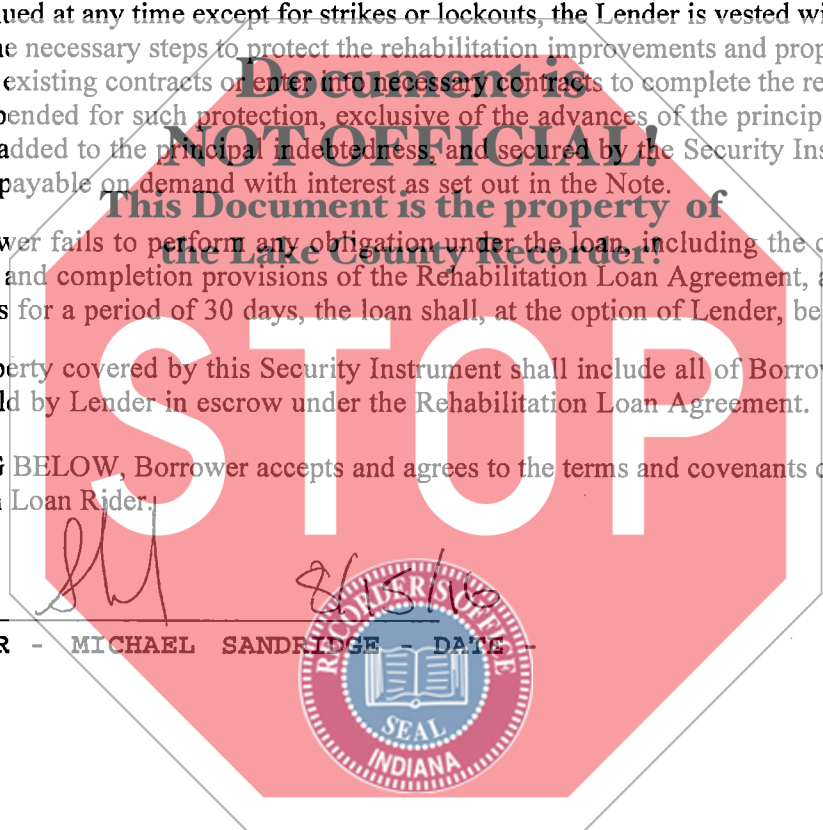 ued at any time except for strikes or lockouts, the Lender is vested wi
e necessary steps to protect the rehabilitation improvements and prop
existing contracts or enter into necessary contracts to complete the re
pended for such protection, exclusive of the advances of the princip
added to the principal indebtedness, and secured by the Security Ins
payable on demand with interest as set out in the Note.
Document is
NOT OFFICIAL!
This Document is the property of
the Lake County Recorder!
wer fails to perform any obligation under the loan, including the c
and completion provisions of the Rehabilitation Loan Agreement, a
s for a period of 30 days, the loan shall, at the option of Lender, be
STOP
perty covered by this Security Instrument shall include all of Borrow
ld by Lender in escrow under the Rehabilitation Loan Agreement.
G BELOW, Borrower accepts and agrees to the terms and covenants c
Loan Rider.
8/15/16
R - MICHAEL SANDRIDGE - DATE -
RECORDER'S OFFICE
SEAL
INDIANA